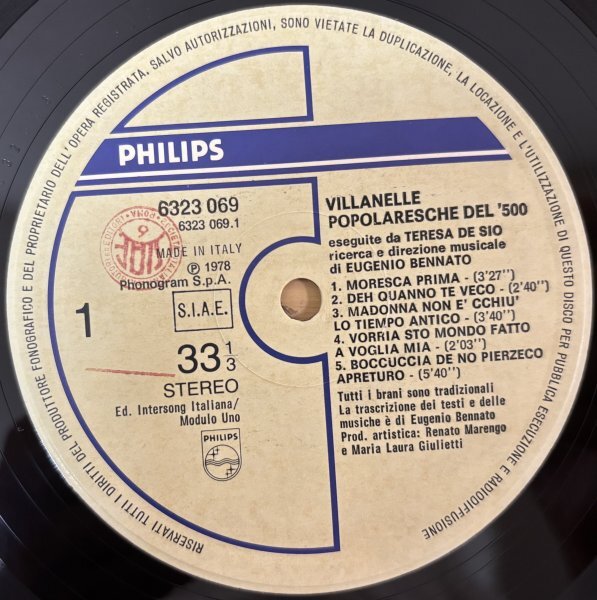 RISERVATI TUTTI I DIRITTI DEL PRODUTTORE FONOGRAFICO E DEL PROPRIETARIO DELL'OPERA REGISTRATA. SALVO AUTORIZZAZIONI, SONO VIETATE LA DUPLICAZIONE, LA LOCAZIONE E L'UTILIZZAZIONE DI QUESTO DISCO PER PUBBLICA ESECUZIONE E RADIODIFFUSIONE
PHILIPS
6323 069
6323 069.1
MADE IN ITALY
Ⓟ 1978
Phonogram S.p.A.
S.I.A.E.
1
33 1/3
STEREO
Ed. Intersong Italiana/
Modulo Uno
PHILIPS
VILLANELLE
POPOLARESCHE DEL '500
eseguite da TERESA DE SIO
ricerca e direzione musicale
di EUGENIO BENNATO
1. MORESCA PRIMA - (3'27")
2. DEH QUANNO TE VECO - (2'40")
3. MADONNA NON E' CCHIU'
LO TIEMPO ANTICO - (3'40")
4. VORRIA STO MONDO FATTO
A VOGLIA MIA - (2'03")
5. BOCCUCCIA DE NO PIERZECO
APRETURO - (5'40")
Tutti i brani sono tradizionali
La trascrizione dei testi e delle
musiche è di Eugenio Bennato
Prod. artistica: Renato Marengo
e Maria Laura Giulietti